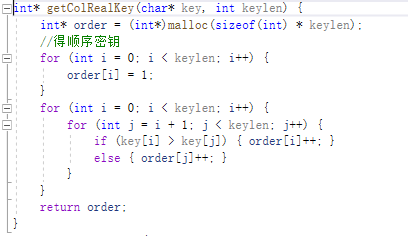 int* getColRealKey(char* key, int keylen) {
    int* order = (int*)malloc(sizeof(int) * keylen);
    //得顺序密钥
    for (int i = 0; i < keylen; i++) {
        order[i] = 1;
    }
    for (int i = 0; i < keylen; i++) {
        for (int j = i + 1; j < keylen; j++) {
            if (key[i] > key[j]) { order[i]++; }
            else { order[j]++; }
        }
    }
    return order;
}